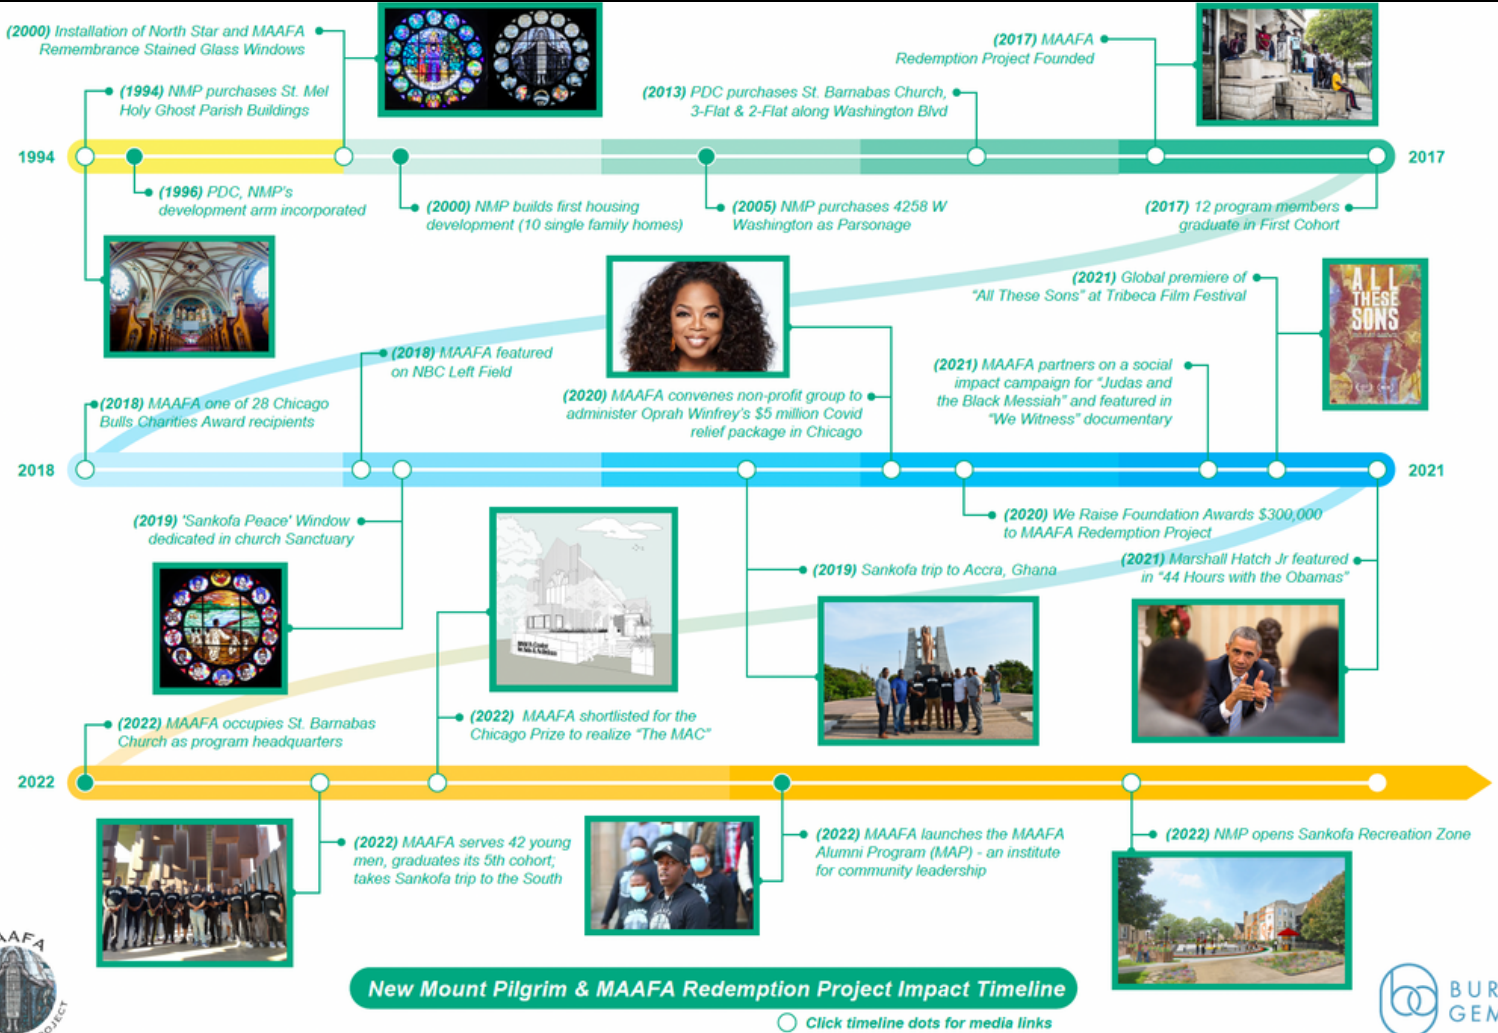 (2000) Installation of North Star and MAAFA
Remembrance Stained Glass Windows
(1994) NMP purchases St. Mel
Holy Ghost Parish Buildings
(2013) PDC purchases St. Barnabas Church,
3-Flat & 2-Flat along Washington Blvd
(2017) MAAFA
Redemption Project Founded
1994
2017
(1996) PDC, NMP's
development arm incorporated
(2000) NMP builds first housing
development (10 single family homes)
(2005) NMP purchases 4258 W
Washington as Parsonage
(2017) 12 program members
graduate in First Cohort
(2021) Global premiere of
"All These Sons" at Tribeca Film Festival
ALL
THESE
SONS
(2018) MAAFA featured
on NBC Left Field
(2018) MAAFA one of 28 Chicago
Bulls Charities Award recipients
(2020) MAAFA convenes non-profit group to
administer Oprah Winfrey's $5 million Covid
relief package in Chicago
(2021) MAAFA partners on a social
impact campaign for "Judas and
the Black Messiah" and featured in
"We Witness" documentary
2018
2021
(2019) 'Sankofa Peace' Window
dedicated in church Sanctuary
(2020) We Raise Foundation Awards $300,000
to MAAFA Redemption Project
(2019) Sankofa trip to Accra, Ghana
(2021) Marshall Hatch Jr featured
in "44 Hours with the Obamas"
(2022) MAAFA occupies St. Barnabas
Church as program headquarters
(2022) MAAFA shortlisted for the
Chicago Prize to realize "The MAC"
2022
(2022) MAAFA serves 42 young
men, graduates its 5th cohort;
takes Sankofa trip to the South
(2022) MAAFA launches the MAAFA
Alumni Program (MAP) - an institute
for community leadership
(2022) NMP opens Sankofa Recreation Zone
New Mount Pilgrim & MAAFA Redemption Project Impact Timeline
Click timeline dots for media links
BUR
GEM